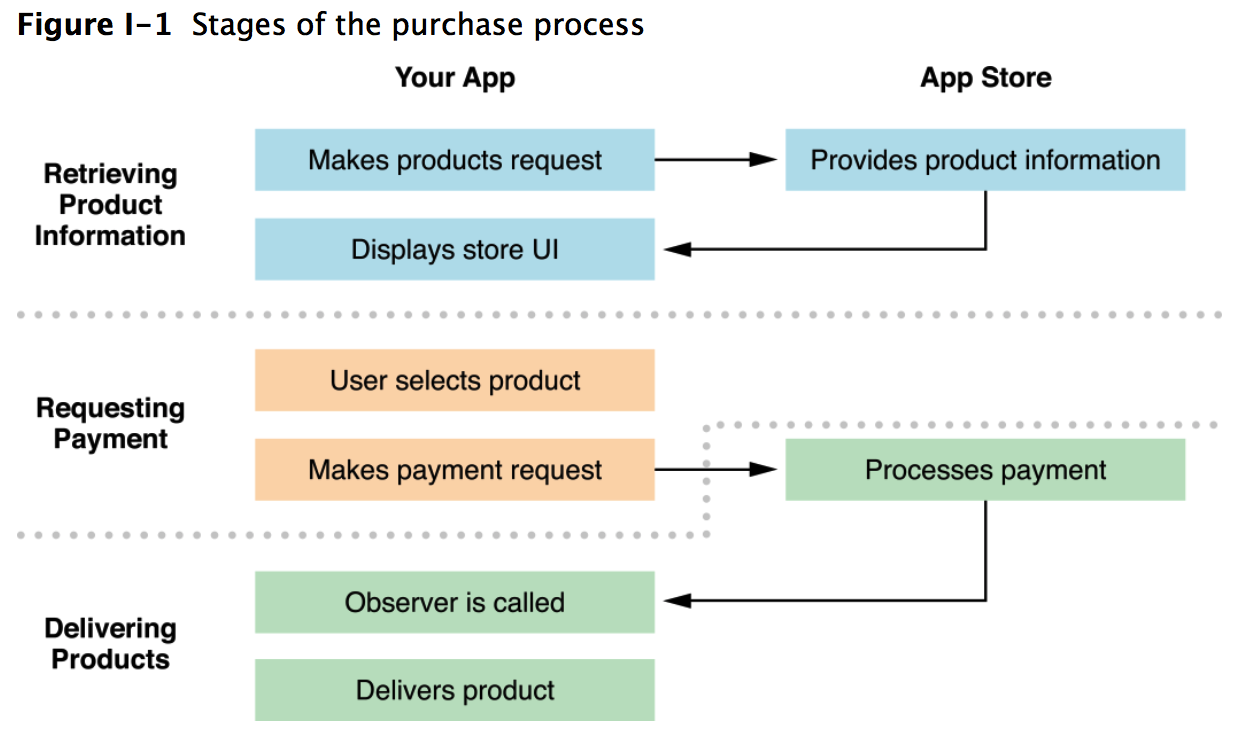 Figure I–1 Stages of the purchase process
Your App
App Store
Retrieving
Product
Information
Makes products request
Provides product information
Displays store UI
Requesting
Payment
User selects product
Makes payment request
Processes payment
Delivering
Products
Observer is called
Delivers product